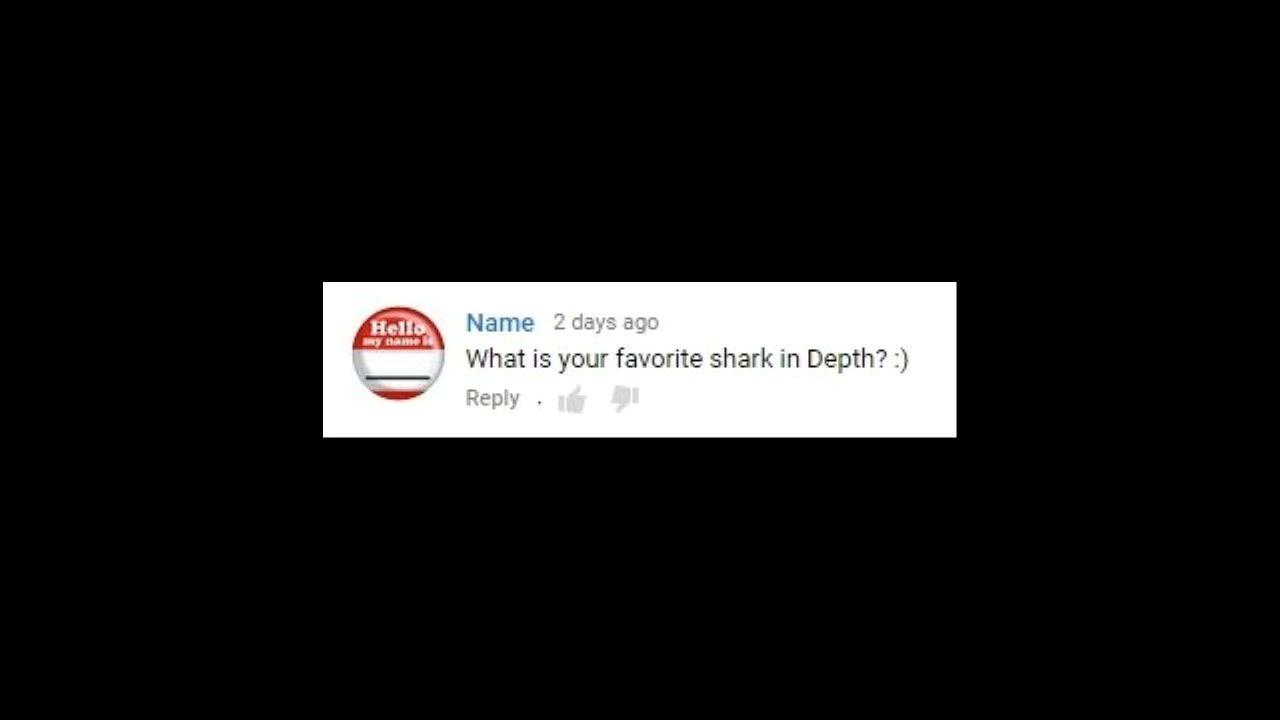 Hello
my name is
Name 2 days ago
What is your favorite shark in Depth? :)
Reply .